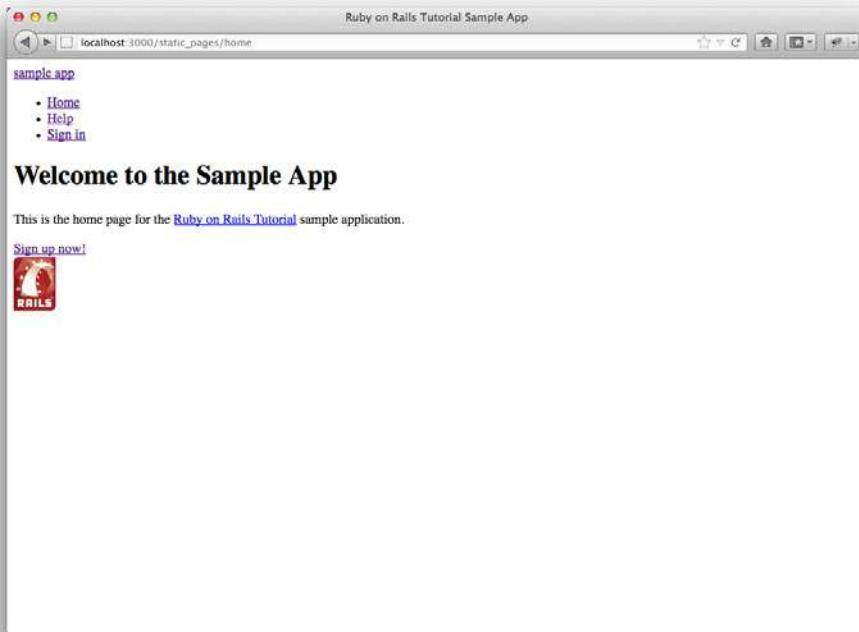 Ruby on Rails Tutorial Sample App
localhost:3000/static_pages/home
sample app
Home
Help
Sign in
Welcome to the Sample App
This is the home page for the Ruby on Rails Tutorial sample application.
Sign up now!
RAILS